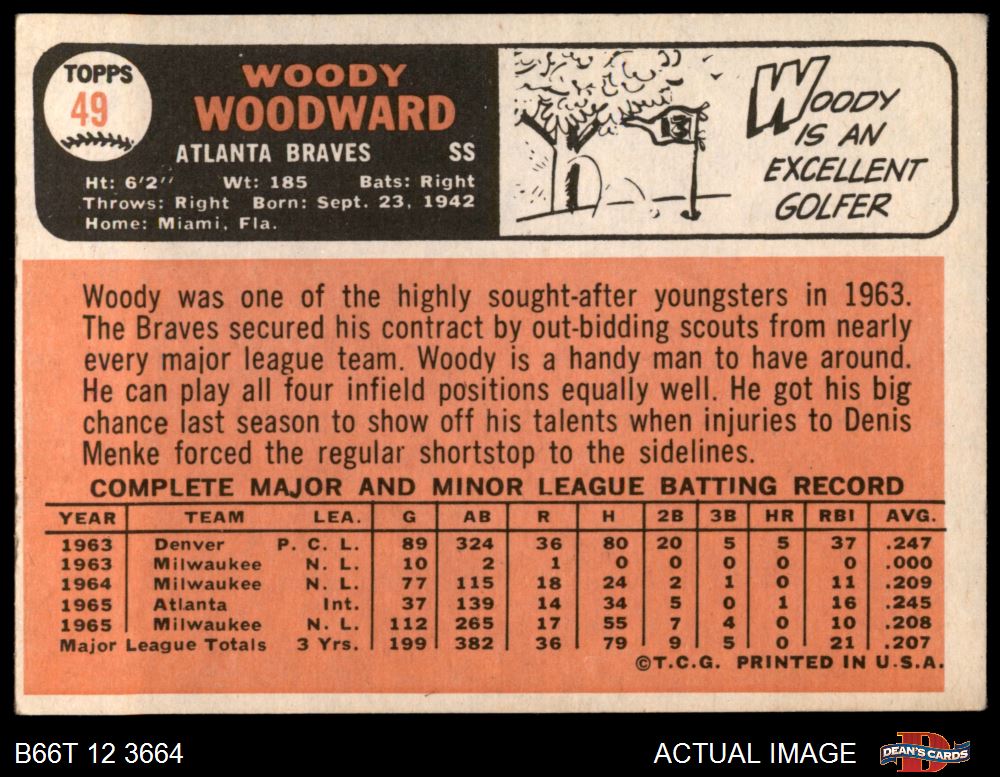 TOPPS
49
WOODY
WOODWARD
ATLANTA BRAVES SS
Ht: 6'2" Wt: 185 Bats: Right
Throws: Right Born: Sept. 23, 1942
Home: Miami, Fla.
13
WOODY
IS AN
EXCELLENT
GOLFER
Woody was one of the highly sought-after youngsters in 1963.
The Braves secured his contract by out-bidding scouts from nearly
every major league team. Woody is a handy man to have around.
He can play all four infield positions equally well. He got his big
chance last season to show off his talents when injuries to Denis
Menke forced the regular shortstop to the sidelines.
COMPLETE MAJOR AND MINOR LEAGUE BATTING RECORD
YEAR TEAM LEA. G AB R H 2B 3B HR RBI AVG.
1963 Denver P. C. L. 89 324 36 80 20 5 5 37 .247
1963 Milwaukee N. L. 10 2 1 0 0 0 0 0 .000
1964 Milwaukee N. L. 77 115 18 24 2 1 0 11 .209
1965 Atlanta Int. 37 139 14 34 5 0 1 16 .245
1965 Milwaukee N. L. 112 265 17 55 7 4 0 10 .208
Major League Totals 3 Yrs. 199 382 36 79 9 5 0 21 .207
©T.C.G. PRINTED IN U.S.A.
B66T 12 3664
ACTUAL IMAGE
D
DEAN'S CARDS